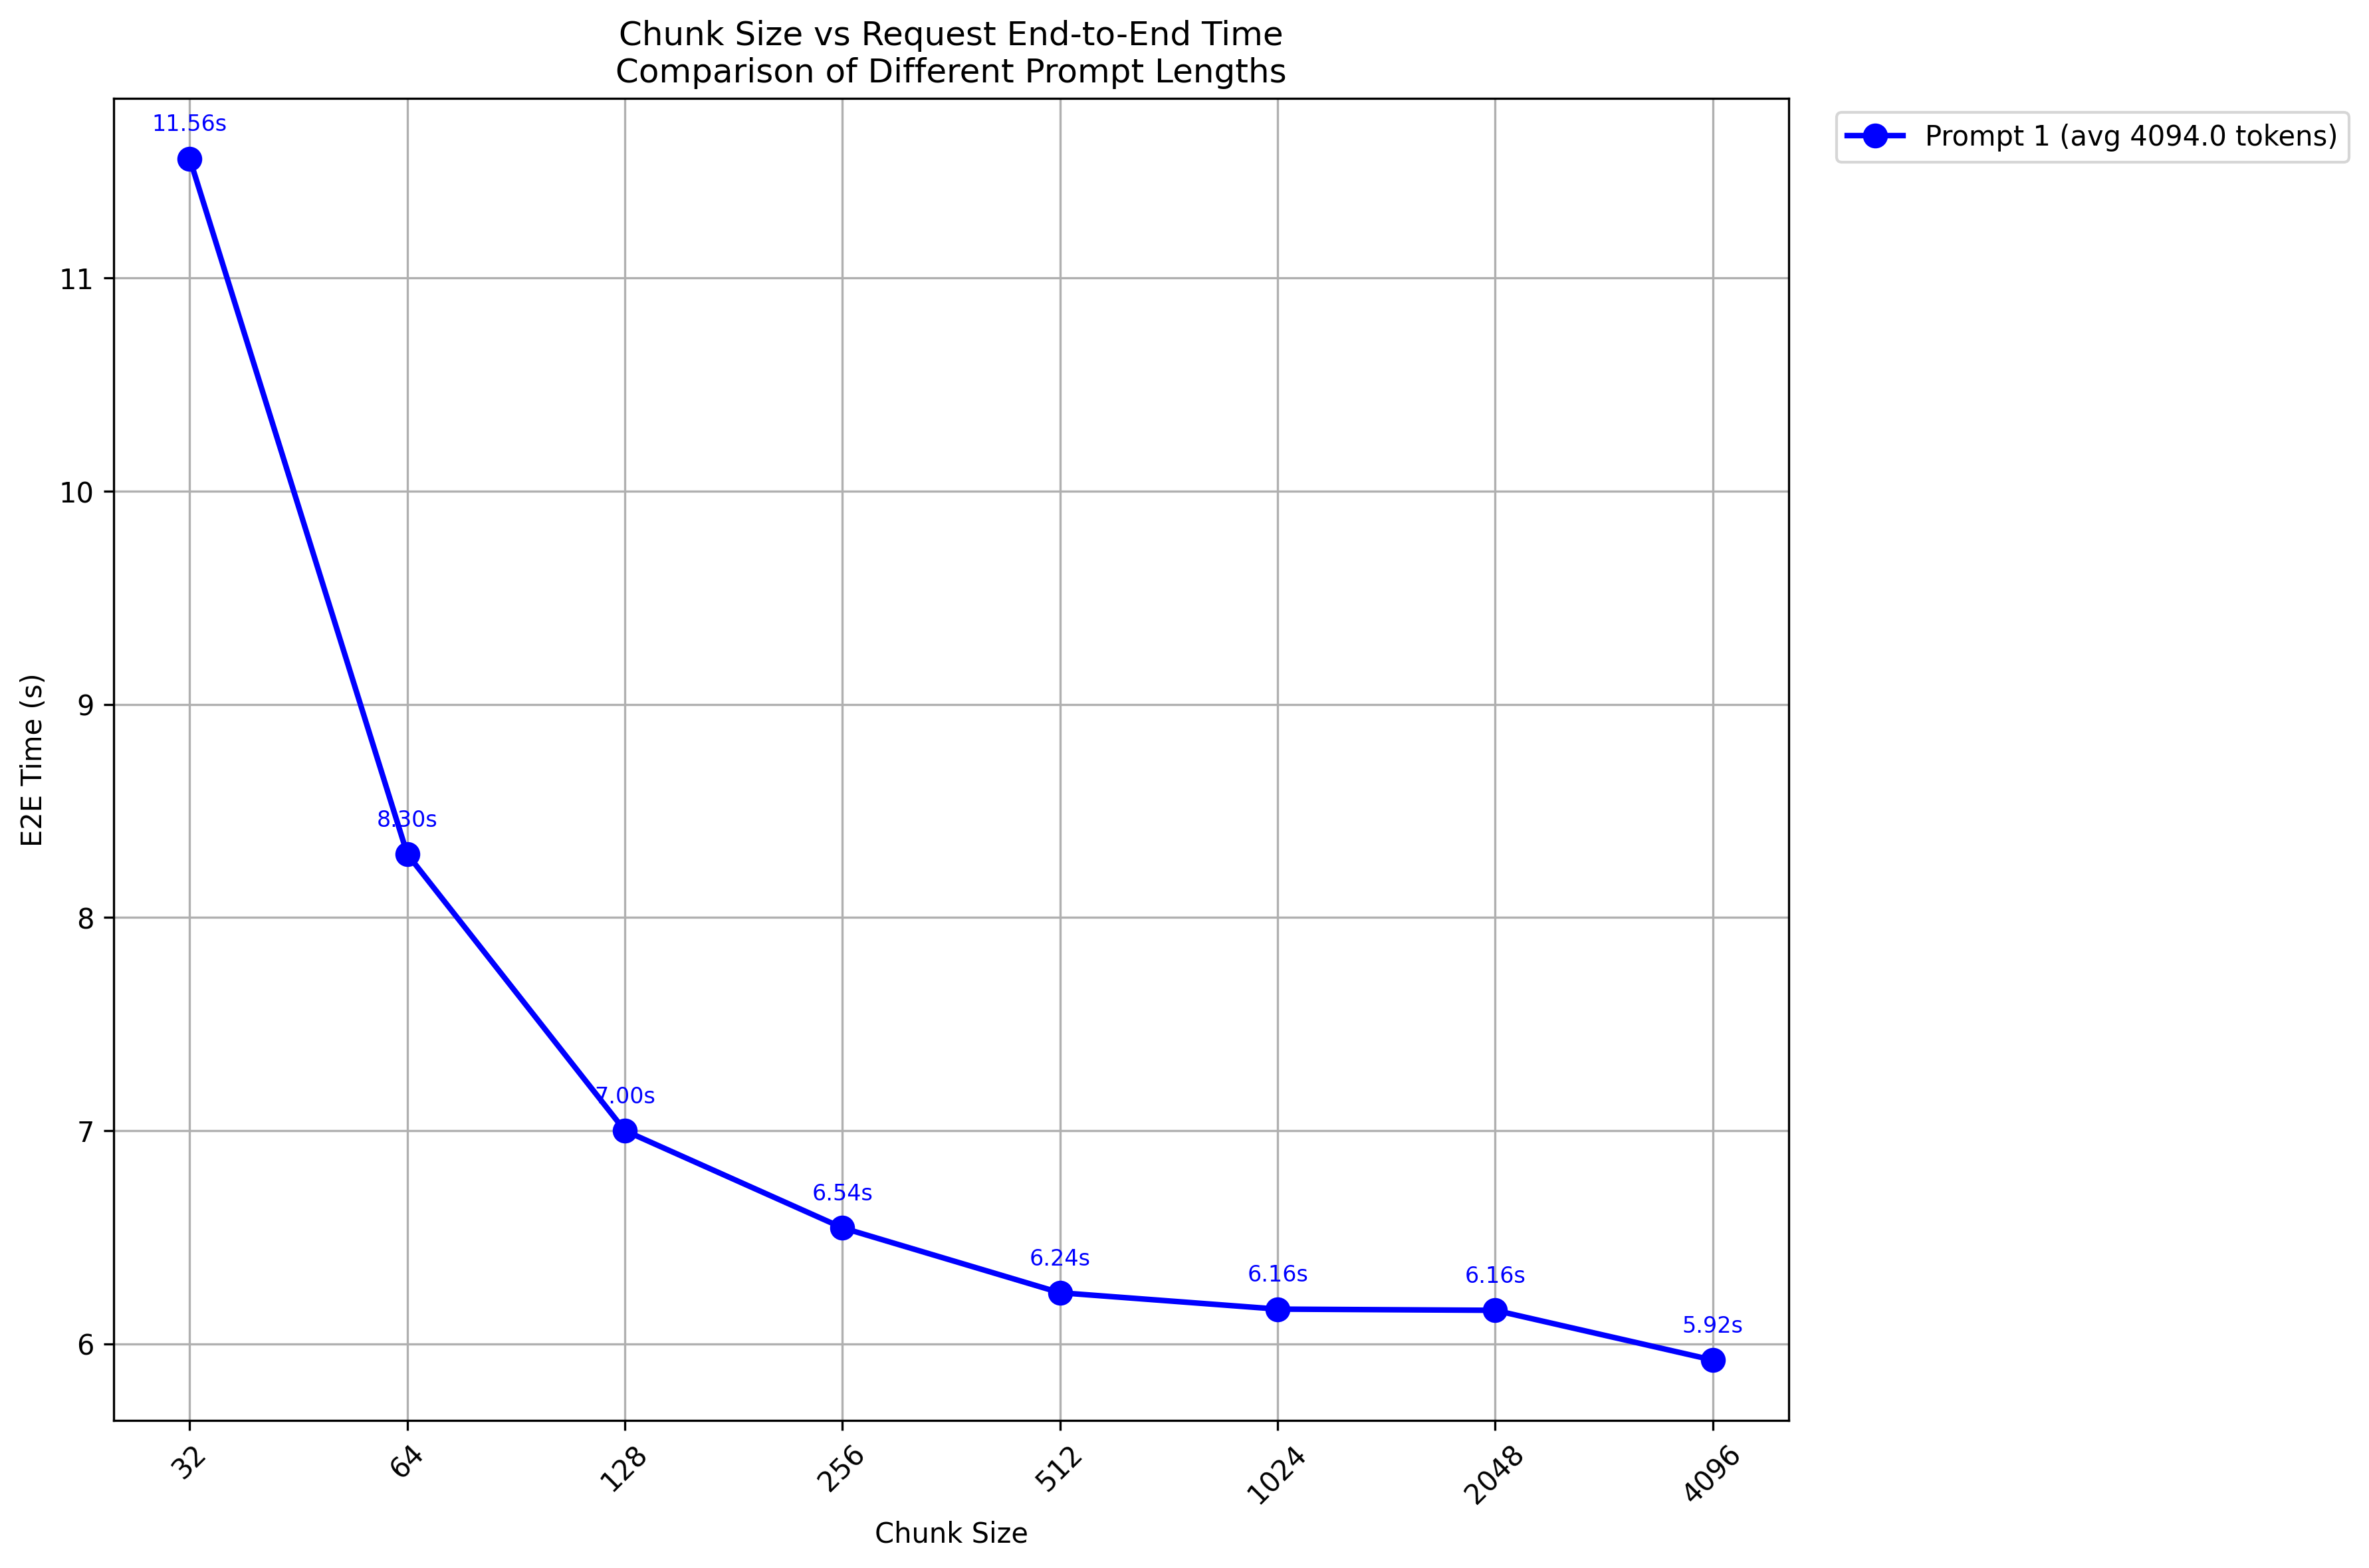 Chunk Size vs Request End-to-End Time
Comparison of Different Prompt Lengths
Prompt 1 (avg 4094.0 tokens)
11.56s
8.30s
7.00s
6.54s
6.24s
6.16s
6.16s
5.92s
E2E Time (s)
11
10
9
8
7
6
32
64
128
256
512
1024
2048
4096
Chunk Size